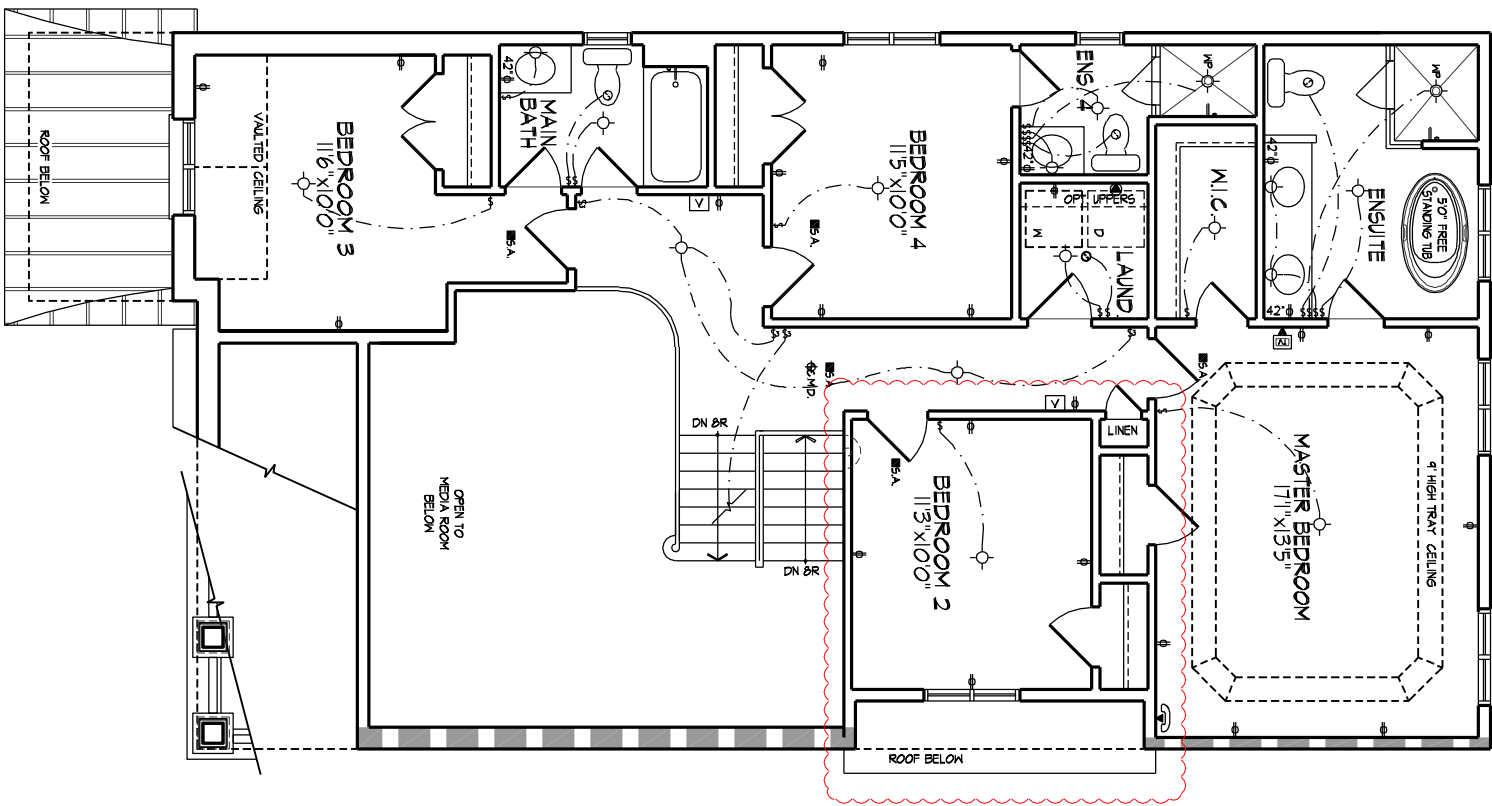 ROOF BELOW
VAULTED CEILING
BEDROOM 3
11'6"x10'0"
42"
MAIN
BATH
S.A.
V
BEDROOM 4
11'5"x10'0"
S.A.
ENS 4
42"
WP
OPT UPPERS
W
D
LAUND.
W.I.C.
WP
42"
42"
ENSUITE
5'0" FREE
STANDING TUB
S.A.
C.M.D.
S.A.
V
LINEN
DN 8R
DN 8R
OPEN TO
MEDIA ROOM
BELOW
S.A.
BEDROOM 2
11'3"x10'0"
MASTER BEDROOM
17'1"x13'5"
9' HIGH TRAY CEILING
ROOF BELOW